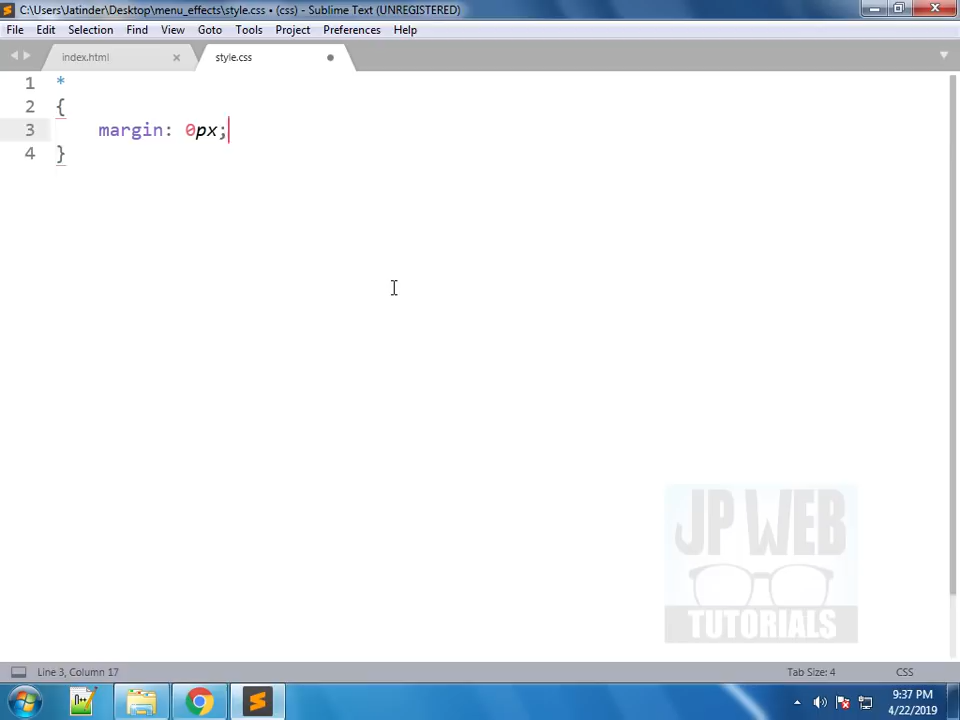 C:\Users\Jatinder\Desktop\menu_effects\style.css • (css) - Sublime Text (UNREGISTERED)
File Edit Selection Find View Goto Tools Project Preferences Help
index.html × style.css
1 *
2 {
3 margin: 0px;
4 }
JP WEB
TUTORIALS
Line 3, Column 17 Tab Size: 4 CSS
9:37 PM
4/22/2019